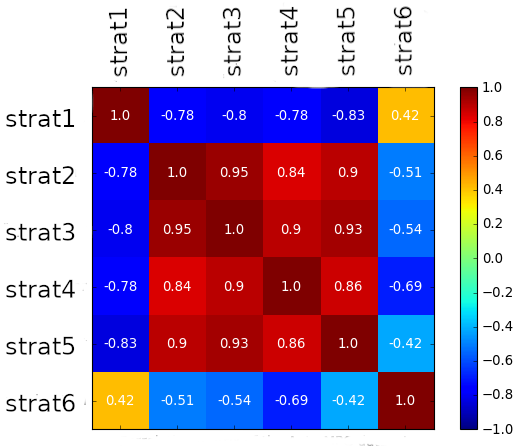 strat1 strat2 strat3 strat4 strat5 strat6
strat1 1.0 -0.78 -0.8 -0.78 -0.83 0.42
strat2 -0.78 1.0 0.95 0.84 0.9 -0.51
strat3 -0.8 0.95 1.0 0.9 0.93 -0.54
strat4 -0.78 0.84 0.9 1.0 0.86 -0.69
strat5 -0.83 0.9 0.93 0.86 1.0 -0.42
strat6 0.42 -0.51 -0.54 -0.69 -0.42 1.0
1.0
0.8
0.6
0.4
0.2
0.0
−0.2
−0.4
−0.6
−0.8
−1.0